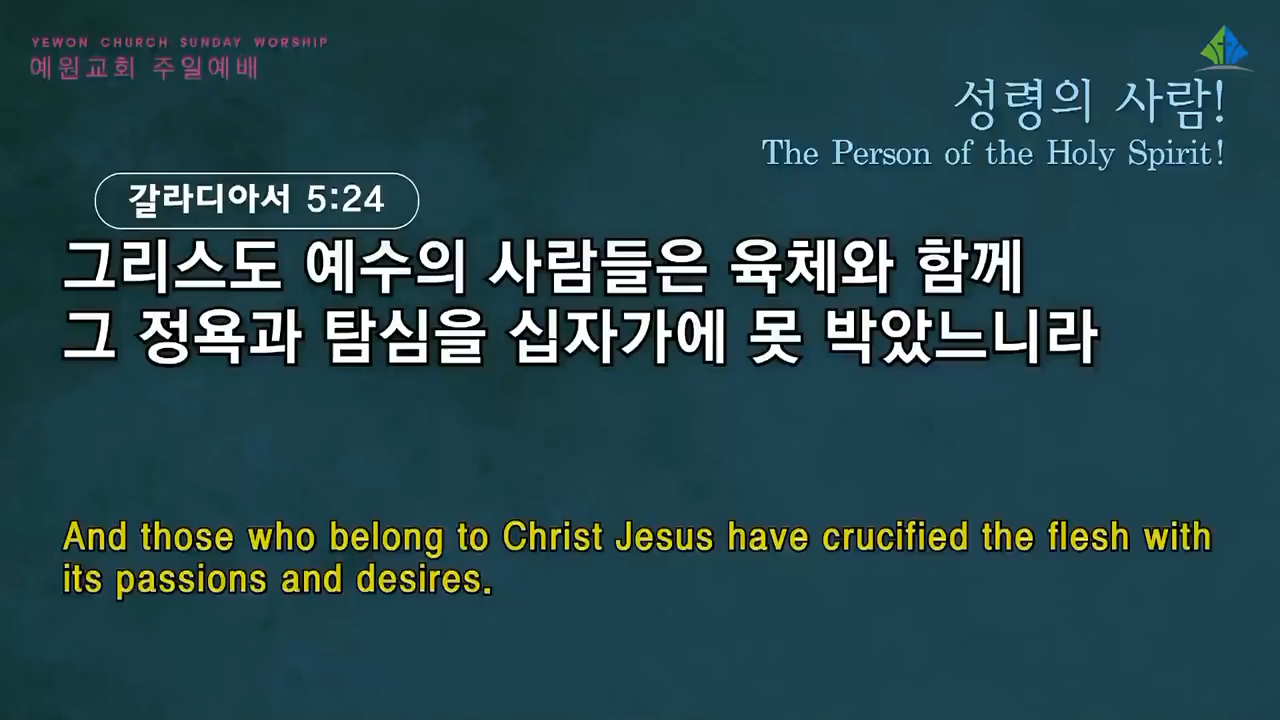 YEWON CHURCH SUNDAY WORSHIP
예원교회 주일예배
성령의 사람!
The Person of the Holy Spirit!
갈라디아서 5:24
그리스도 예수의 사람들은 육체와 함께
그 정욕과 탐심을 십자가에 못 박았느니라
And those who belong to Christ Jesus have crucified the flesh with
its passions and desires.